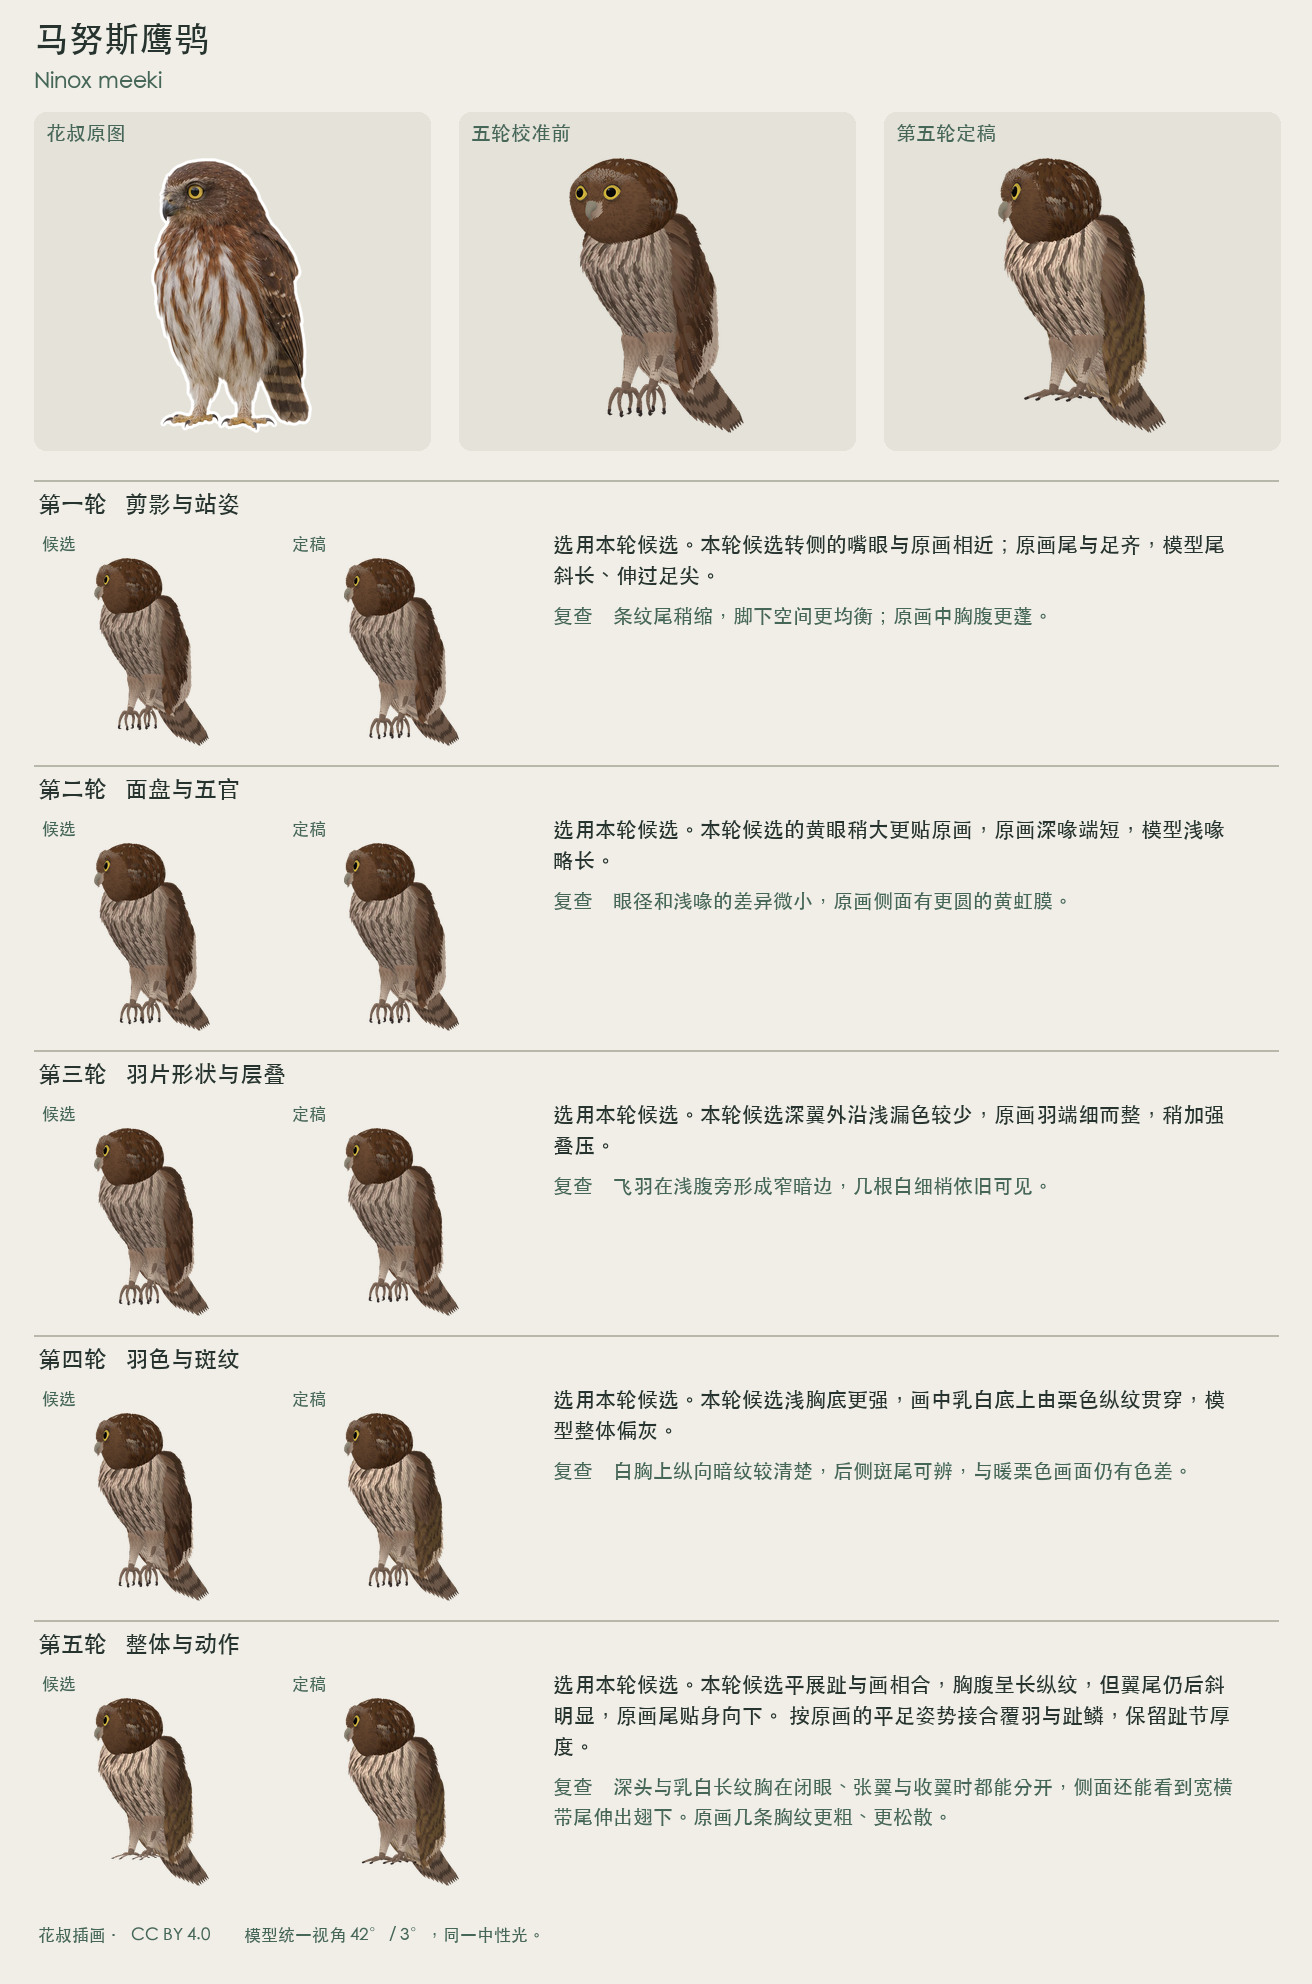 马努斯鹰鸮
Ninox meeki
花叔原图
五轮校准前
第五轮定稿
第一轮 剪影与站姿
候选
定稿
选用本轮候选。本轮候选转侧的嘴眼与原画相近；原画尾与足齐，模型尾
斜长、伸过足尖。
复查 条纹尾稍缩，脚下空间更均衡；原画中胸腹更蓬。
第二轮 面盘与五官
候选
定稿
选用本轮候选。本轮候选的黄眼稍大更贴原画，原画深喙端短，模型浅喙
略长。
复查 眼径和浅喙的差异微小，原画侧面有更圆的黄虹膜。
第三轮 羽片形状与层叠
候选
定稿
选用本轮候选。本轮候选深翼外沿浅漏色较少，原画羽端细而整，稍加强
叠压。
复查 飞羽在浅腹旁形成窄暗边，几根白细梢依旧可见。
第四轮 羽色与斑纹
候选
定稿
选用本轮候选。本轮候选浅胸底更强，画中乳白底上由栗色纵纹贯穿，模
型整体偏灰。
复查 白胸上纵向暗纹较清楚，后侧斑尾可辨，与暖栗色画面仍有色差。
第五轮 整体与动作
候选
定稿
选用本轮候选。本轮候选平展趾与画相合，胸腹呈长纵纹，但翼尾仍后斜
明显，原画尾贴身向下。 按原画的平足姿势接合覆羽与趾鳞，保留趾节厚
度。
复查 深头与乳白长纹胸在闭眼、张翼与收翼时都能分开，侧面还能看到宽横
带尾伸出翅下。原画几条胸纹更粗、更松散。
花叔插画 · CC BY 4.0 模型统一视角 42° / 3° ，同一中性光。